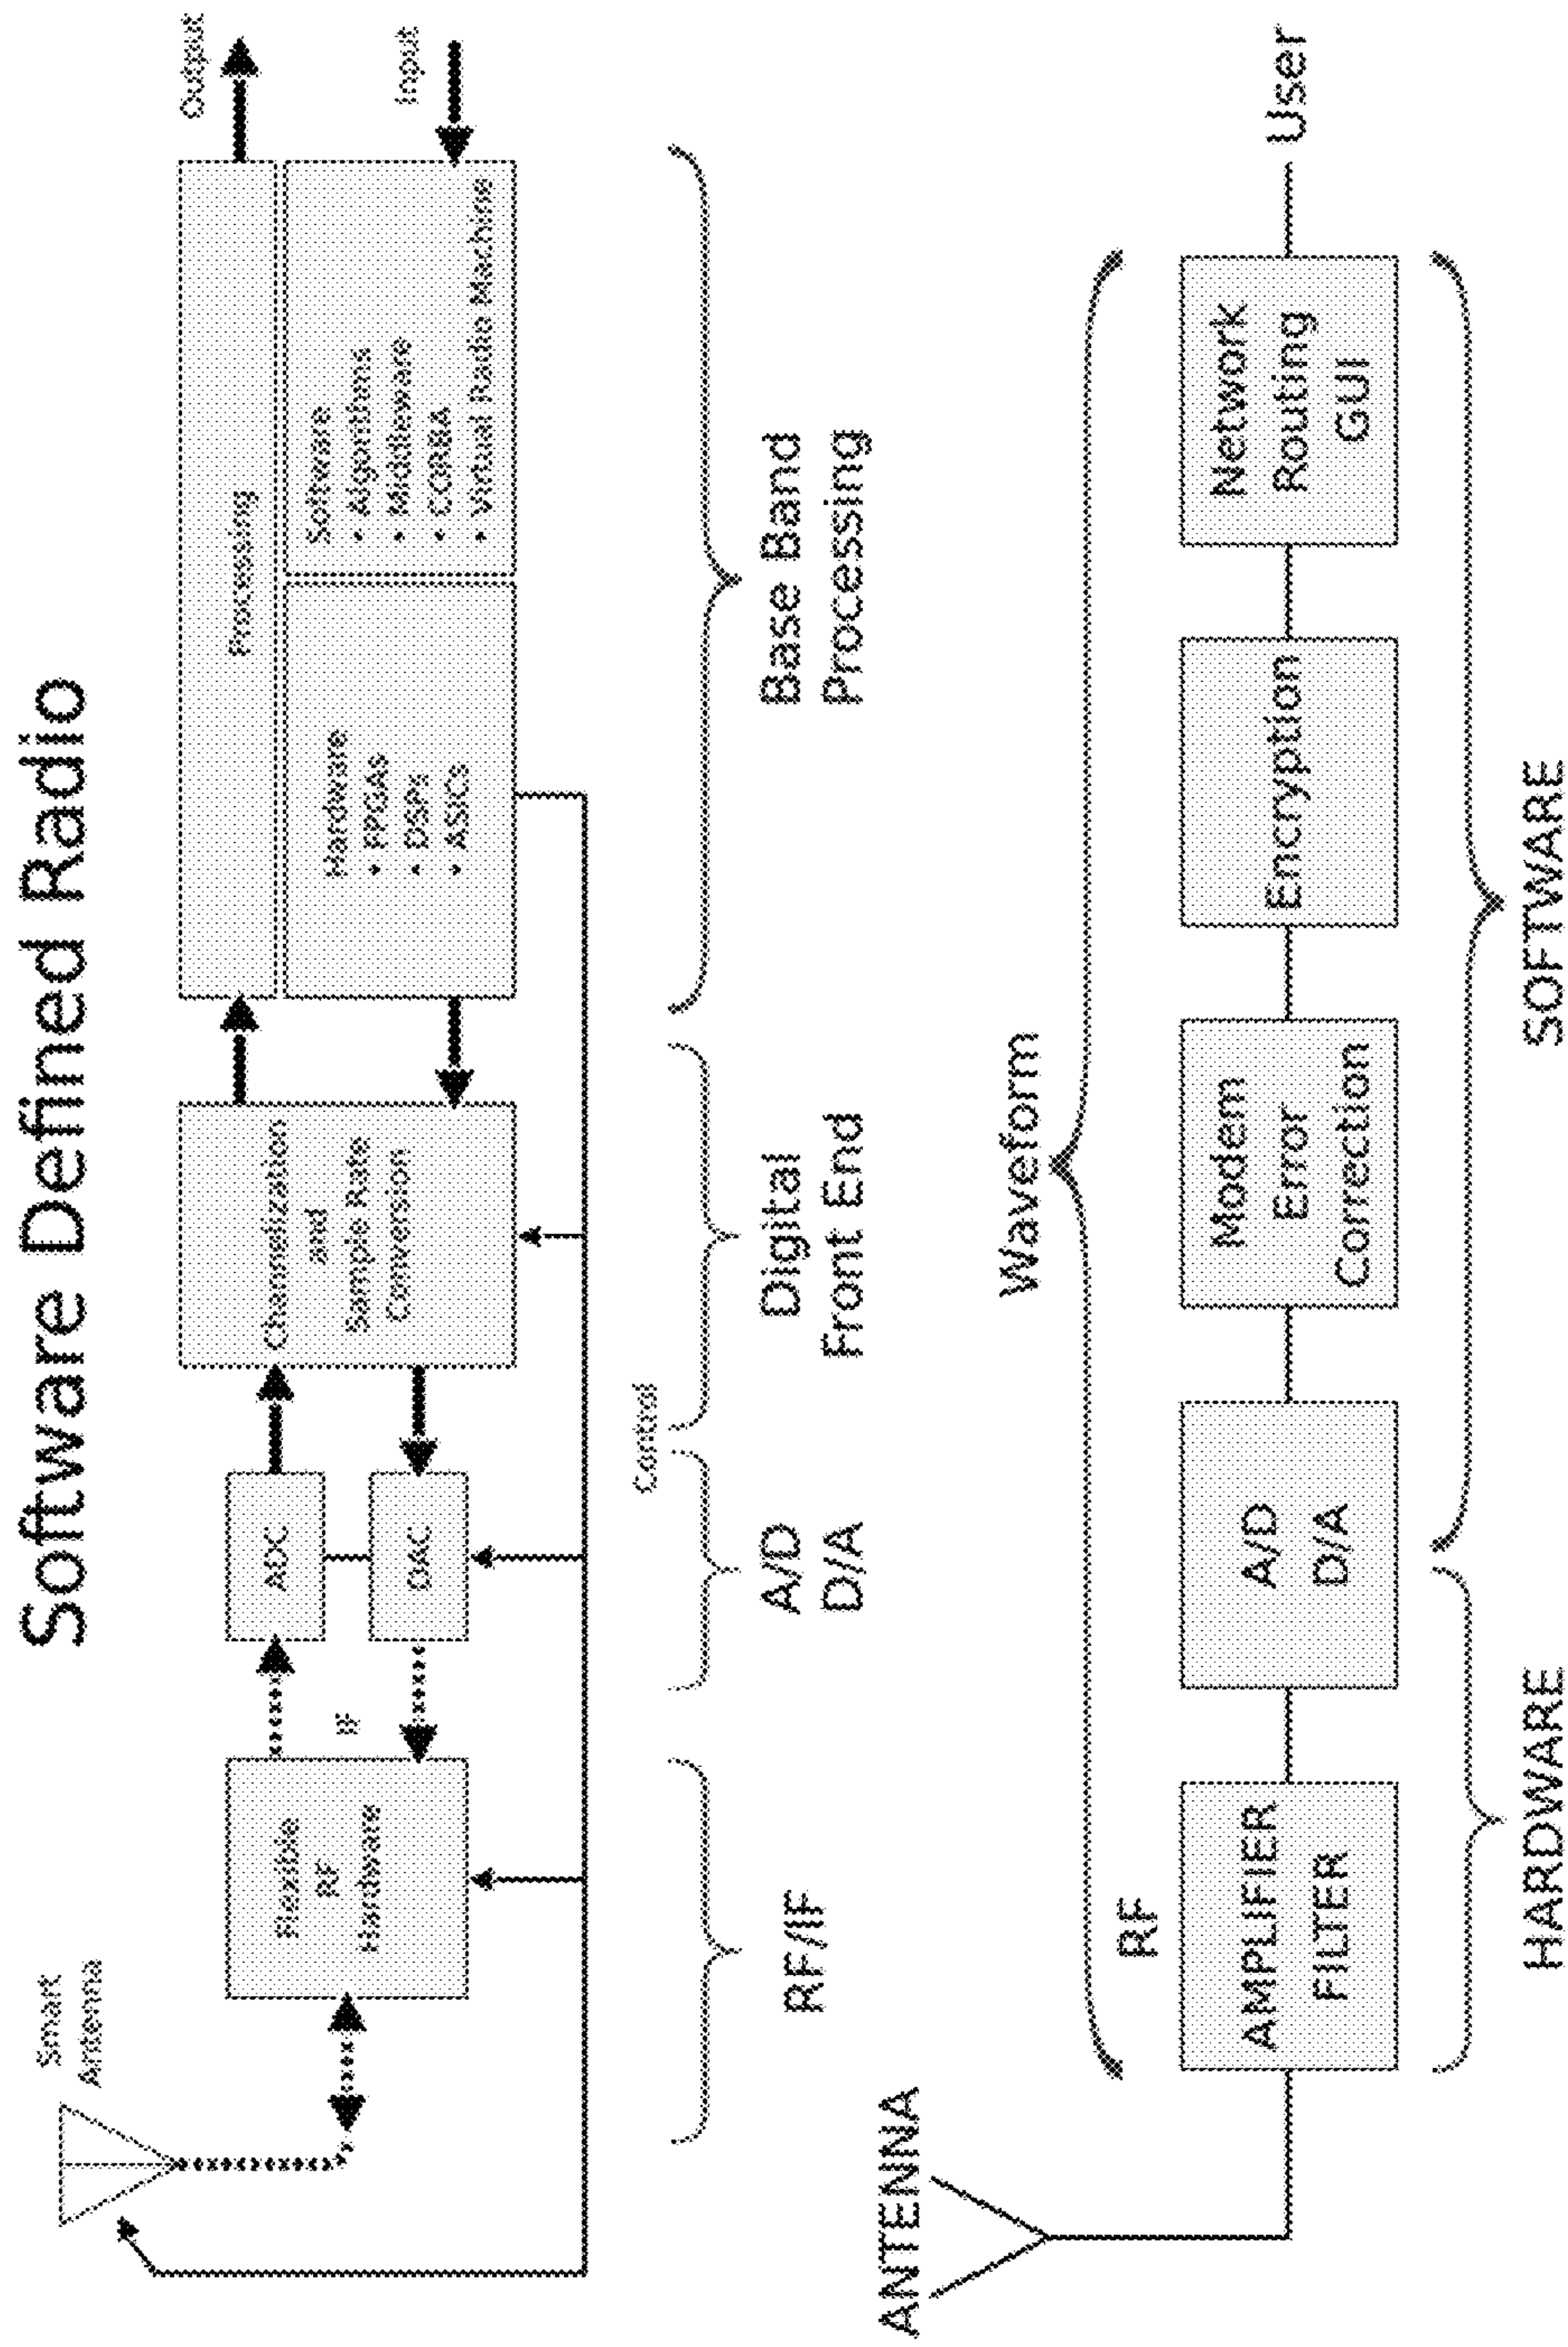 Software Defined Radio
Smart
Antenna
Flexible
RF
Hardware
IF
ADC
DAC
Channelization
and
Sample Rate
Conversion
Processing
Hardware
• FPGAs
• DSPs
• ASICs
Software
• Algorithms
• Middleware
• CORBA
• Virtual Radio Machine
Output
Input
Control
RF/IF
A/D
D/A
Digital
Front End
Base Band
Processing
ANTENNA
Waveform
RF
AMPLIFIER
FILTER
A/D
D/A
Modem
Error
Correction
Encryption
Network
Routing
GUI
User
HARDWARE
SOFTWARE